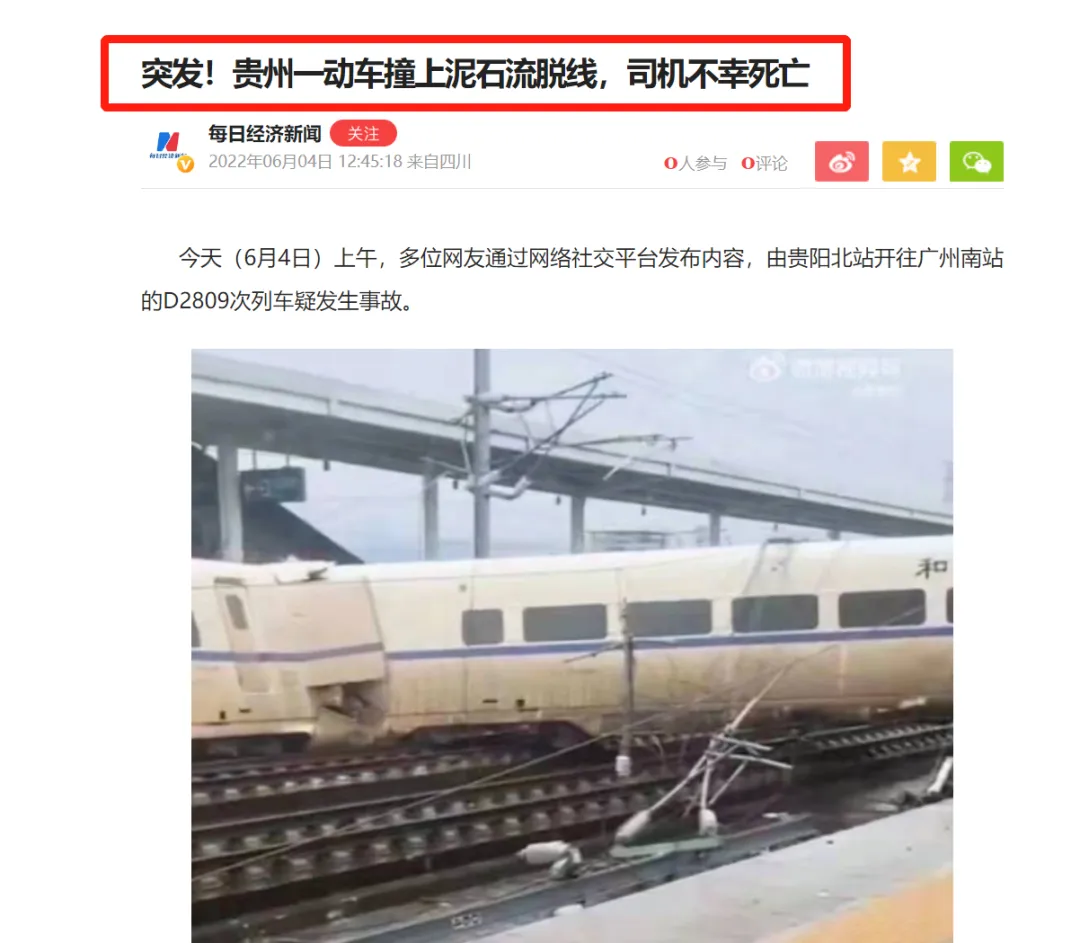 突发！贵州一动车撞上泥石流脱线，司机不幸死亡
每日经济新闻 关注
2022年06月04日 12:45:18 来自四川
0人参与 0评论
今天（6月4日）上午，多位网友通过网络社交平台发布内容，由贵阳北站开往广州南站
的D2809次列车疑发生事故。
和